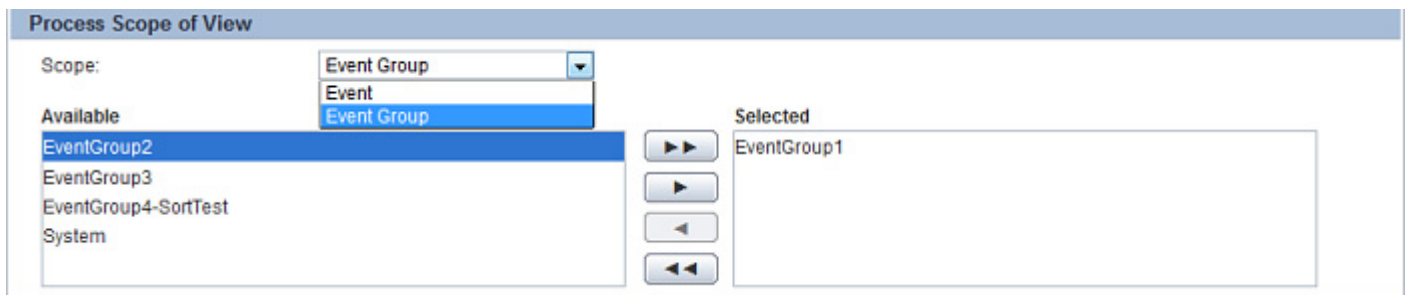 Process Scope of View
Scope:
Event Group
Event
Event Group
Available
Selected
EventGroup2
EventGroup3
EventGroup4-SortTest
System
EventGroup1